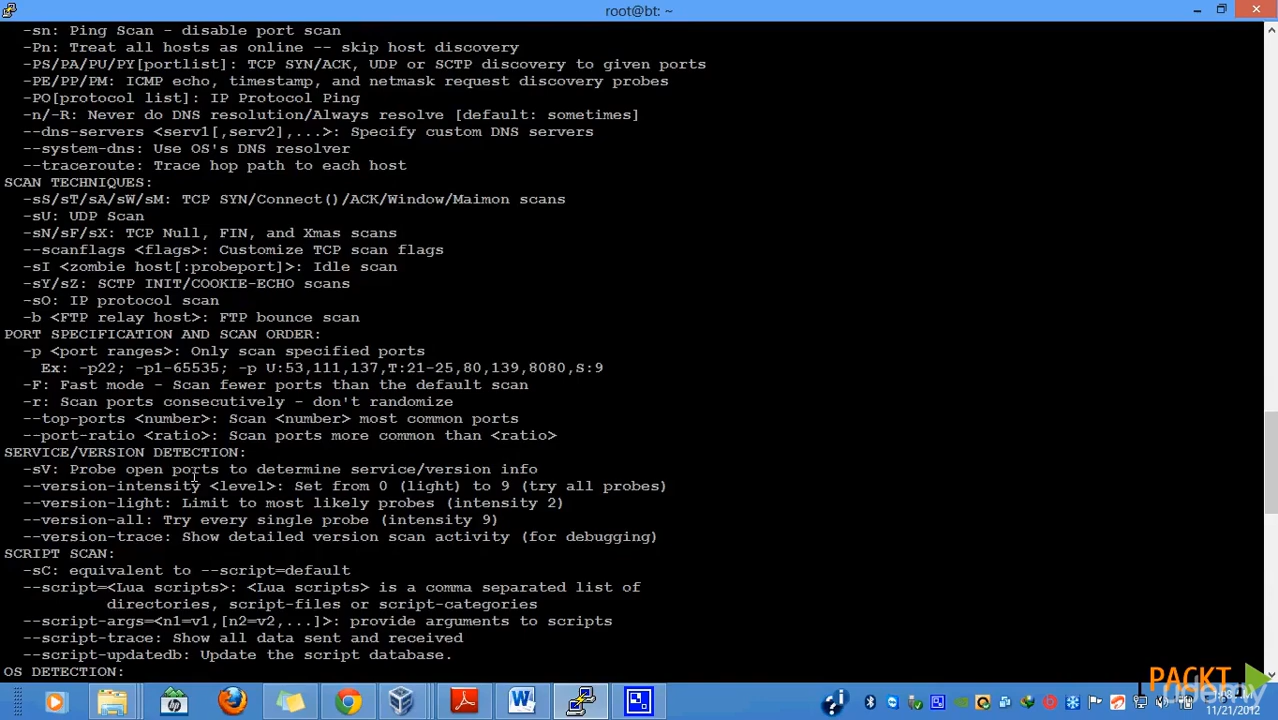 root@bt: ~
-sn: Ping Scan - disable port scan
-Pn: Treat all hosts as online -- skip host discovery
-PS/PA/PU/PY[portlist]: TCP SYN/ACK, UDP or SCTP discovery to given ports
-PE/PP/PM: ICMP echo, timestamp, and netmask request discovery probes
-PO[protocol list]: IP Protocol Ping
-n/-R: Never do DNS resolution/Always resolve [default: sometimes]
--dns-servers <serv1[,serv2],...>: Specify custom DNS servers
--system-dns: Use OS's DNS resolver
--traceroute: Trace hop path to each host
SCAN TECHNIQUES:
-sS/sT/sA/sW/sM: TCP SYN/Connect()/ACK/Window/Maimon scans
-sU: UDP Scan
-sN/sF/sX: TCP Null, FIN, and Xmas scans
--scanflags <flags>: Customize TCP scan flags
-sI <zombie host[:probeport]>: Idle scan
-sY/sZ: SCTP INIT/COOKIE-ECHO scans
-sO: IP protocol scan
-b <FTP relay host>: FTP bounce scan
PORT SPECIFICATION AND SCAN ORDER:
-p <port ranges>: Only scan specified ports
Ex: -p22; -p1-65535; -p U:53,111,137,T:21-25,80,139,8080,S:9
-F: Fast mode - Scan fewer ports than the default scan
-r: Scan ports consecutively - don't randomize
--top-ports <number>: Scan <number> most common ports
--port-ratio <ratio>: Scan ports more common than <ratio>
SERVICE/VERSION DETECTION:
-sV: Probe open ports to determine service/version info
--version-intensity <level>: Set from 0 (light) to 9 (try all probes)
--version-light: Limit to most likely probes (intensity 2)
--version-all: Try every single probe (intensity 9)
--version-trace: Show detailed version scan activity (for debugging)
SCRIPT SCAN:
-sC: equivalent to --script=default
--script=<Lua scripts>: <Lua scripts> is a comma separated list of
directories, script-files or script-categories
--script-args=<n1=v1,[n2=v2,...]>: provide arguments to scripts
--script-trace: Show all data sent and received
--script-updatedb: Update the script database.
OS DETECTION:
PACKT
udemy
11/21/2012